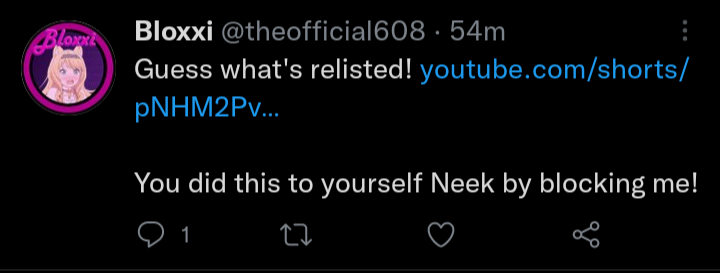 Bloxxi
Bloxxi @theofficial608 · 54m
Guess what's relisted! youtube.com/shorts/
pNHM2Pv...
You did this to yourself Neek by blocking me!
1